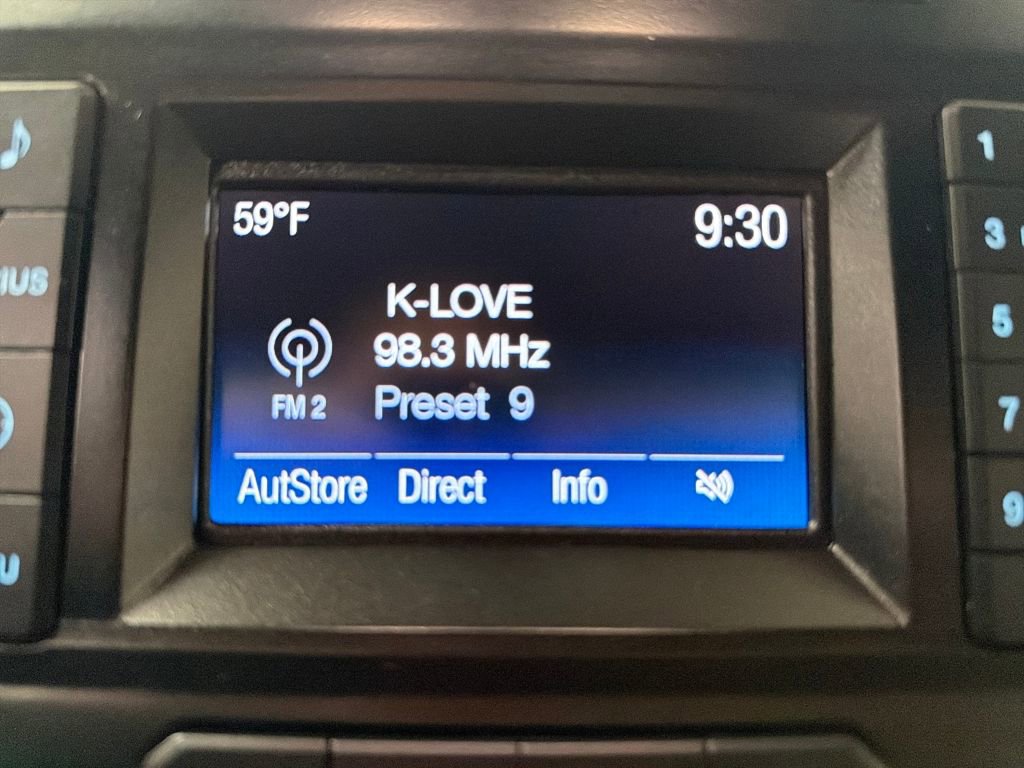 59°F
9:30
K-LOVE
98.3 MHz
FM 2
Preset 9
AutStore
Direct
Info
IUS
U
1
3
5
7
9